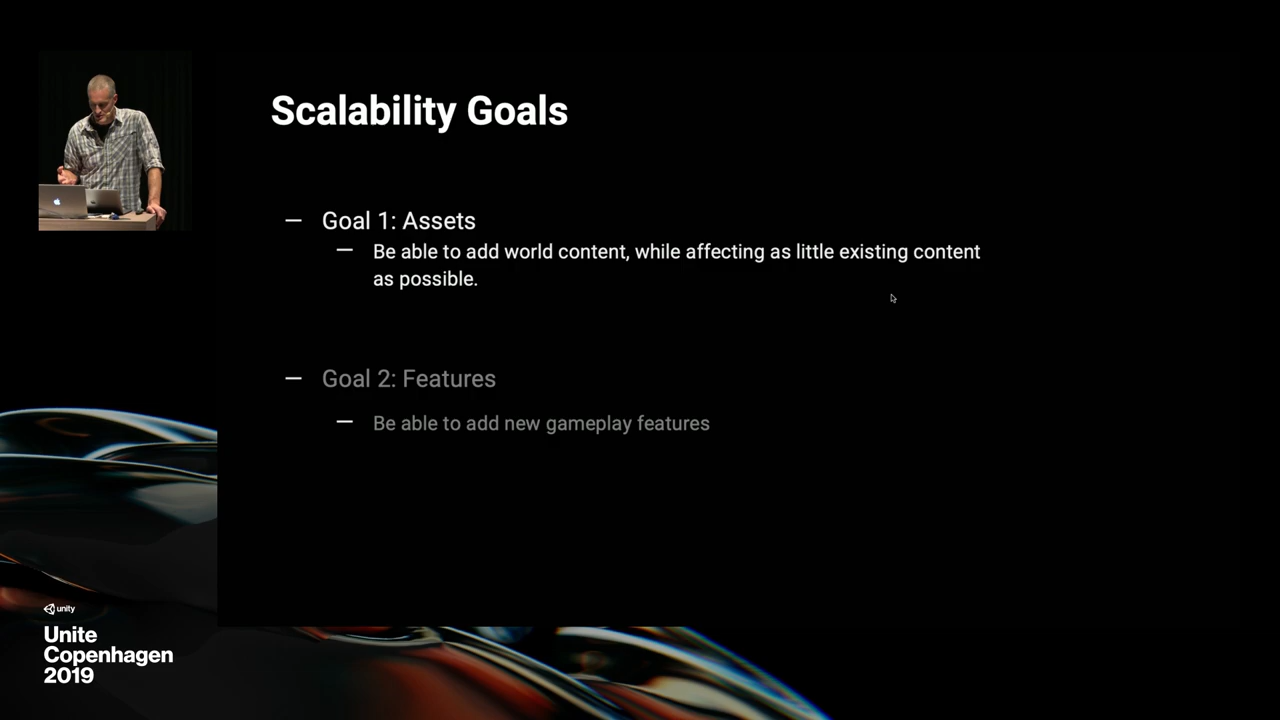 Scalability Goals
— Goal 1: Assets
— Be able to add world content, while affecting as little existing content
as possible.
— Goal 2: Features
— Be able to add new gameplay features
unity
Unite
Copenhagen
2019